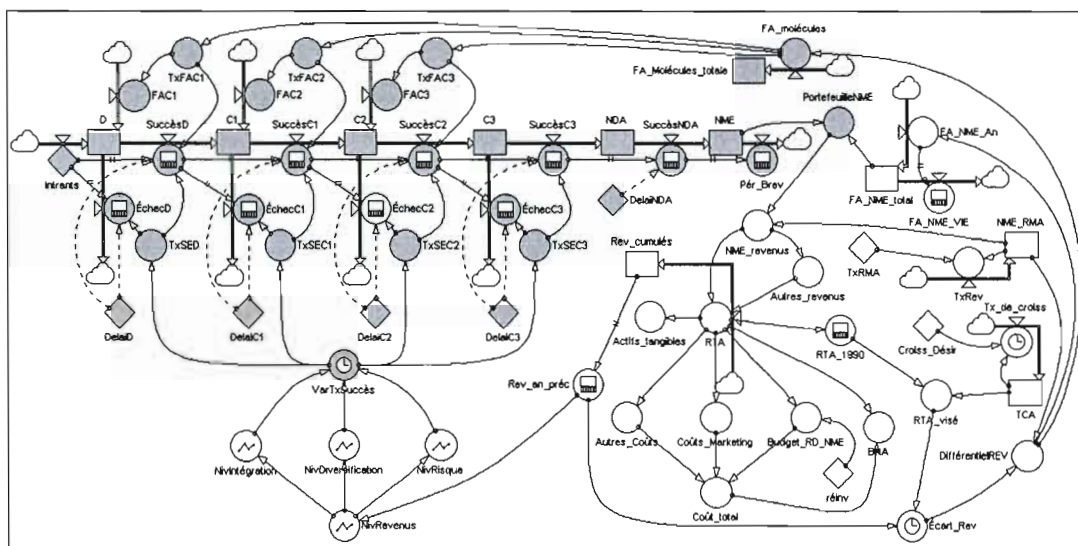 FA_molécules
TxFAC1
TxFAC2
TxFAC3
FA_Molécules_totale
FAC1
FAC2
FAC3
PortefeuilleNME
D
SuccèsD
C1
SuccèsC1
C2
SuccèsC2
C3
SuccèsC3
NDA
SuccèsNDA
NME
FA_NME_An
Intrants
Pér_Brev
ÉchecD
ÉchecC1
ÉchecC2
ÉchecC3
DelaiNDA
FA_NME_total
FA_NME_VIE
NME_RMA
TxSED
TxSEC1
TxSEC2
TxSEC3
Rev_cumulés
NME_revenus
TxRMA
TxRev
Autres_revenus
Tx_de_croiss
DelaiD
DelaiC1
DelaiC2
DelaiC3
Actifs_tangibles
RTA
RTA_1990
Croiss_Désir
VarTxSuccès
Rev_an_préc
RTA_visé
TCA
Autres_Coûts
Coûts_Marketing
Budget_RD_NME
NivIntégration
NivDiversification
NivRisque
DifférentielREV
réinv
Coût_total
NivRevenus
Écart_Rev